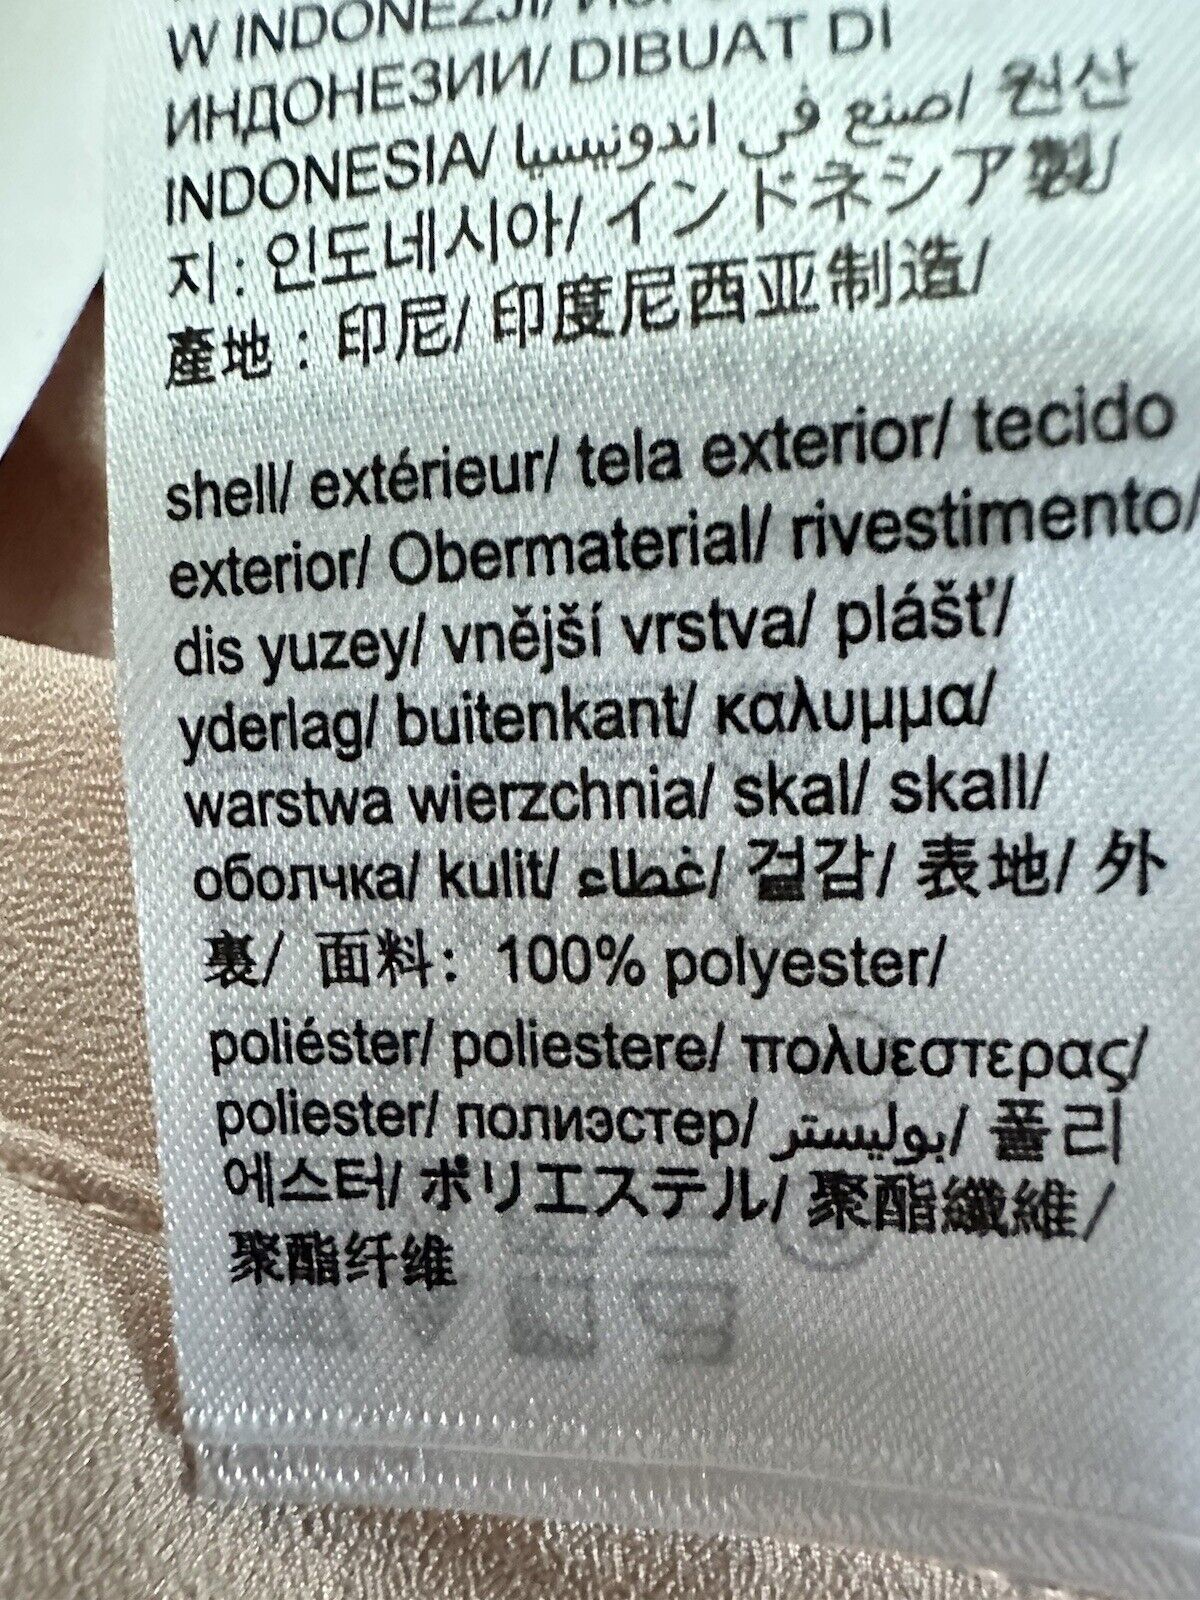 W INDONEZJI/
ИНДОНЕЗИИ/ DIBUAT DI
INDONESIA/ صنع في اندونيسيا/ 원산
지 : 인도네시아/ インドネシア製/
產地 : 印尼/ 印度尼西亚制造/
shell/ extérieur/ tela exterior/ tecido
exterior/ Obermaterial/ rivestimento/
dis yuzey/ vnější vrstva/ plášť/
yderlag/ buitenkant/ καλυμμα/
warstwa wierzchnia/ skal/ skall/
оболчка/ kulit/ غطاء/ 겉감/ 表地/ 外
裏/ 面料: 100% polyester/
poliéster/ poliestere/ πολυεστερας/
poliester/ полиэстер/ بوليستر/ 폴리
에스터/ ポリエステル/ 聚酯纖維/
聚酯纤维